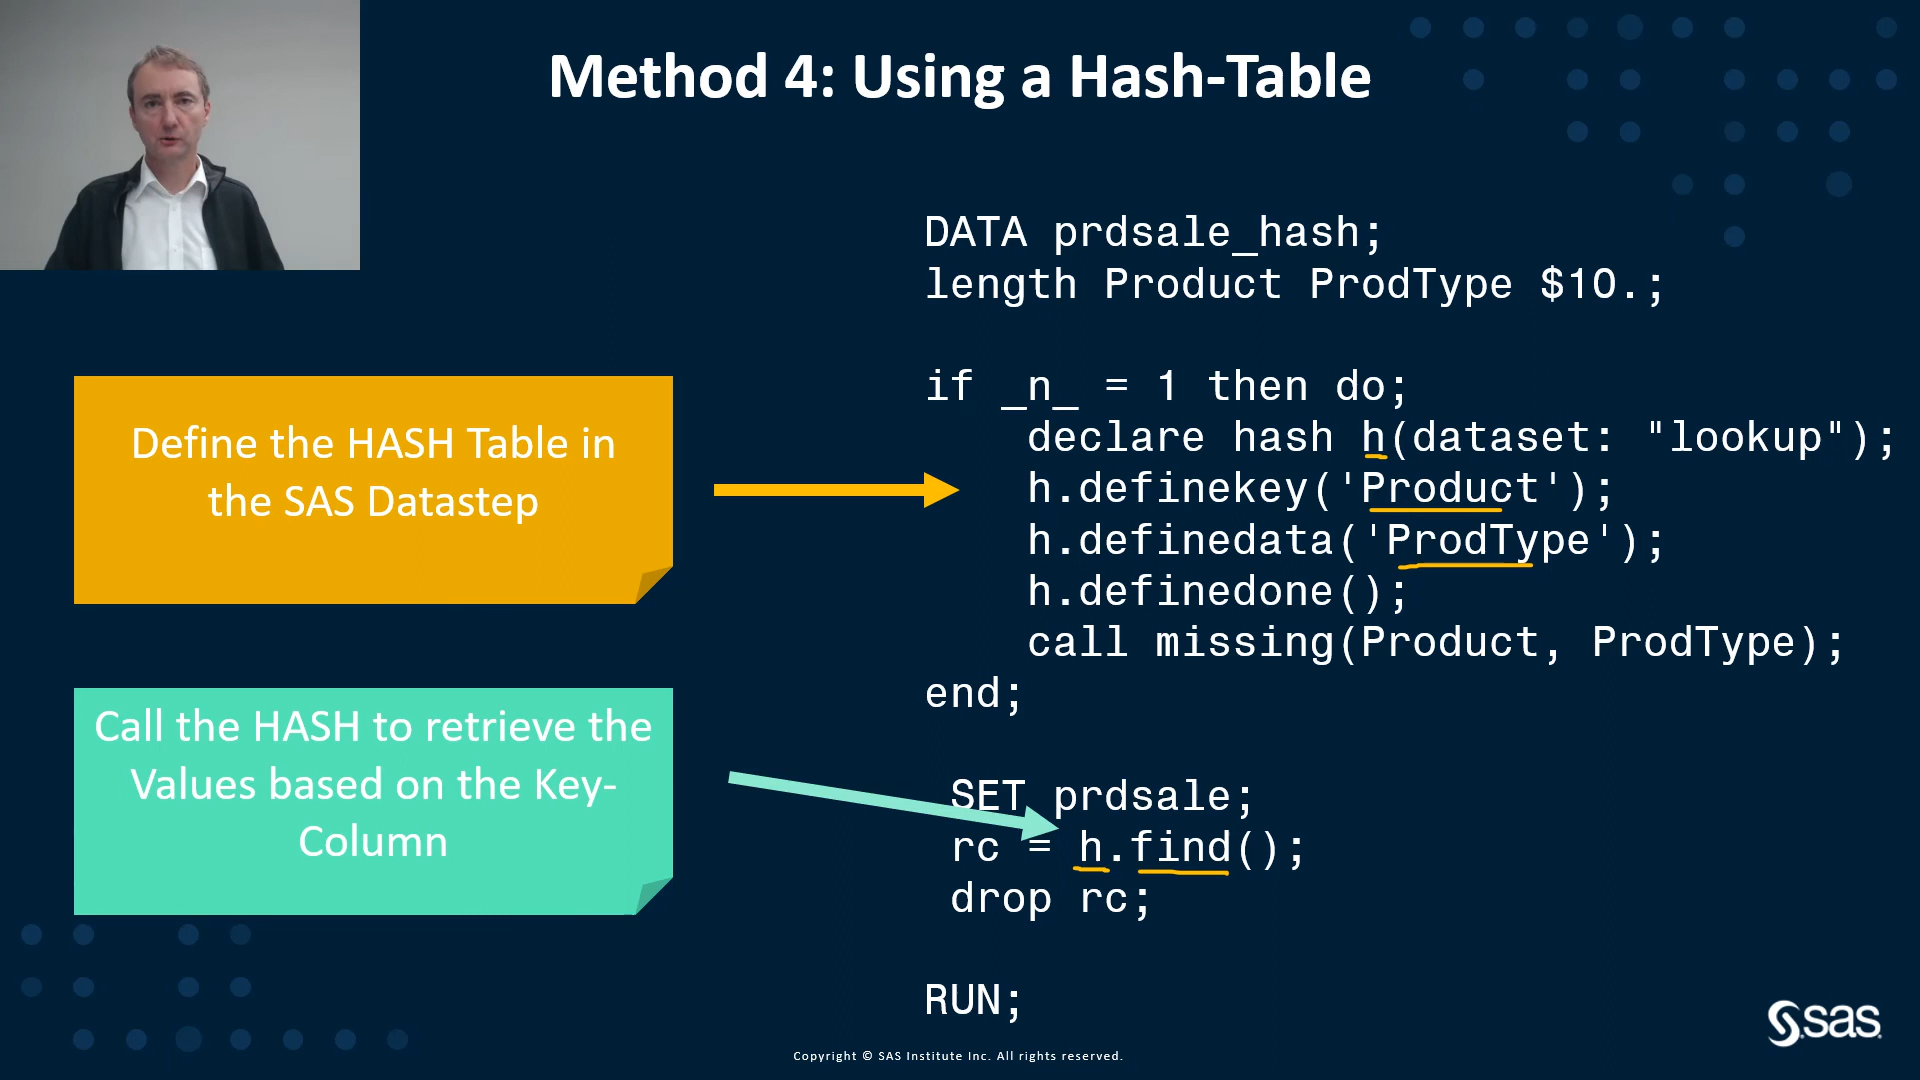 Method 4: Using a Hash-Table
Define the HASH Table in
the SAS Datastep
Call the HASH to retrieve the
Values based on the Key-
Column
DATA prdsale_hash;
length Product ProdType $10.;
if _n_ = 1 then do;
declare hash h(dataset: "lookup");
h.definekey('Product');
h.definedata('ProdType');
h.definedone();
call missing(Product, ProdType);
end;
SET prdsale;
rc = h.find();
drop rc;
RUN;
sas
Copyright © SAS Institute Inc. All rights reserved.